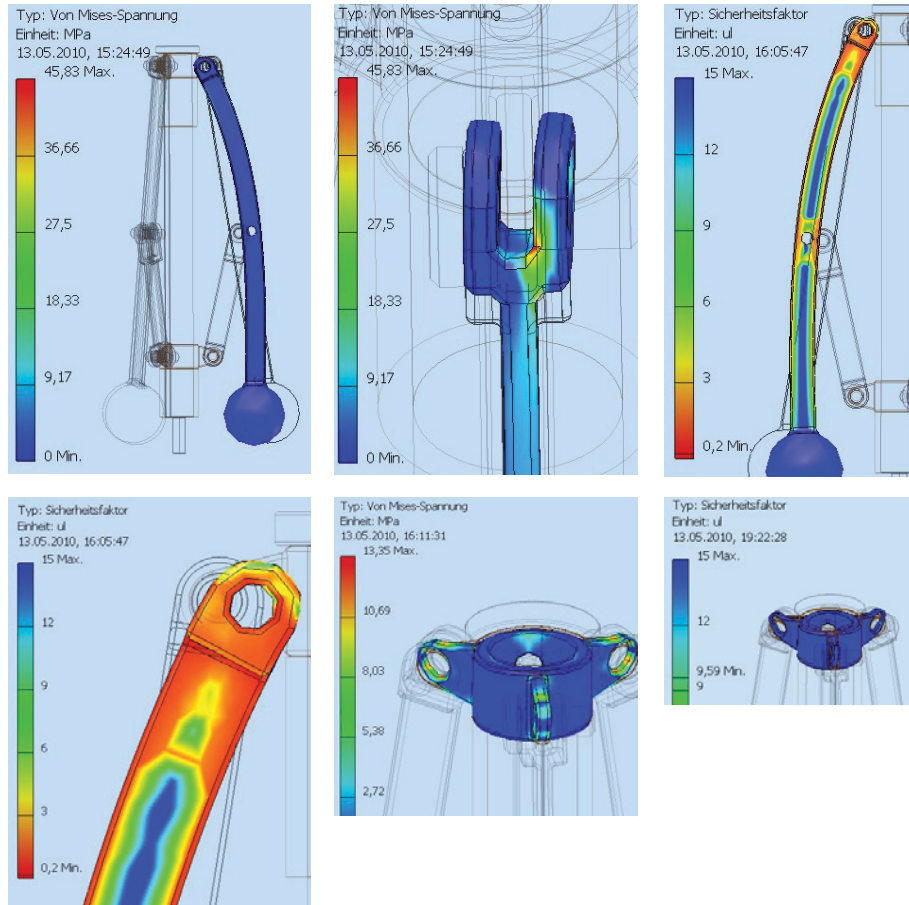 Typ: Von Mises-Spannung
Einheit: MPa
13.05.2010, 15:24:49
45,83 Max.
36,66
27,5
18,33
9,17
0 Min.
Typ: Von Mises-Spannung
Einheit: MPa
13.05.2010, 15:24:49
45,83 Max.
36,66
27,5
18,33
9,17
0 Min.
Typ: Sicherheitsfaktor
Einheit: ul
13.05.2010, 16:05:47
15 Max.
12
9
6
3
0,2 Min.
Typ: Sicherheitsfaktor
Einheit: ul
13.05.2010, 16:05:47
15 Max.
12
9
6
3
0,2 Min.
Typ: Von Mises-Spannung
Einheit: MPa
13.05.2010, 16:11:31
13,35 Max.
10,69
8,03
5,38
2,72
Typ: Sicherheitsfaktor
Einheit: ul
13.05.2010, 19:22:28
15 Max.
12
9,59 Min.
9